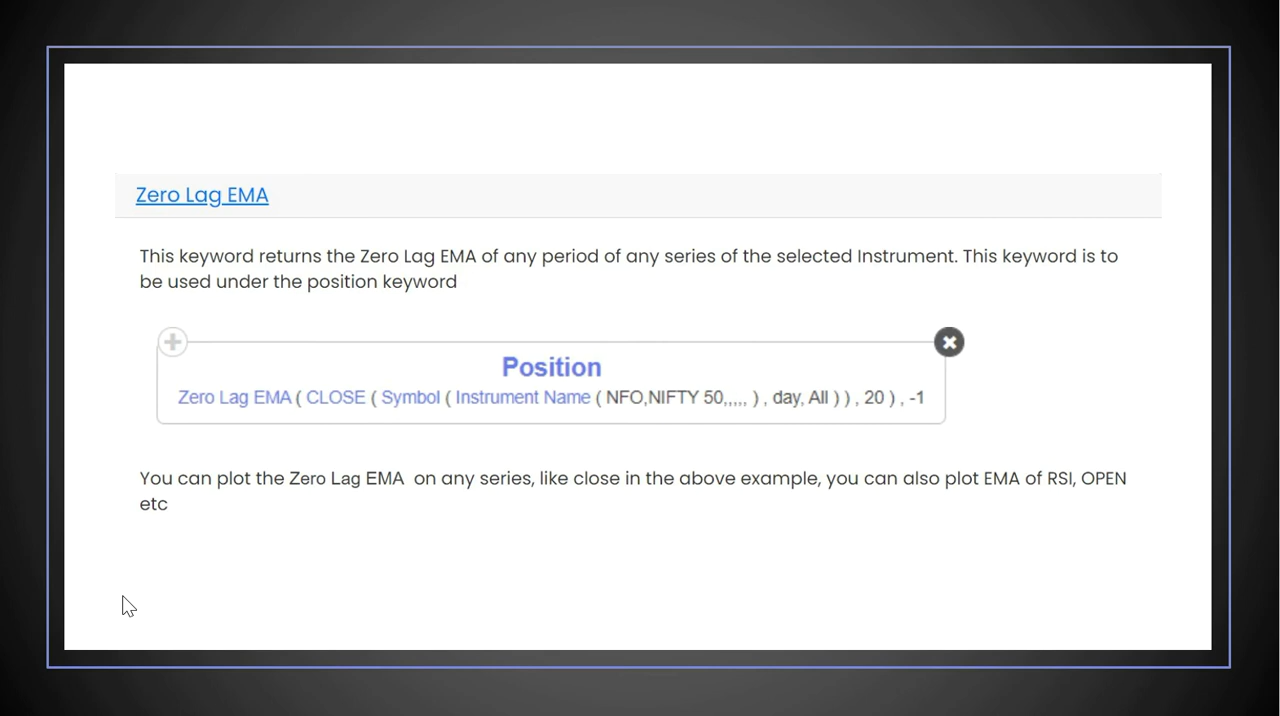 Zero Lag EMA
This keyword returns the Zero Lag EMA of any period of any series of the selected Instrument. This keyword is to
be used under the position keyword
Position
Zero Lag EMA ( CLOSE ( Symbol ( Instrument Name ( NFO,NIFTY 50,,,,, ) , day, All ) ) , 20 ) , -1
You can plot the Zero Lag EMA on any series, like close in the above example, you can also plot EMA of RSI, OPEN
etc